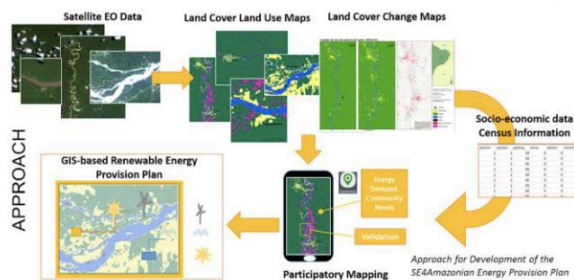 Satellite EO Data
Land Cover Land Use Maps
Land Cover Change Maps
Socio-economic data
Census Information
APPROACH
GIS-based Renewable Energy
Provision Plan
Energy
Demand,
Community
Needs
Validation
Participatory Mapping
Approach for Development of the
SE4Amazonian Energy Provision Plan